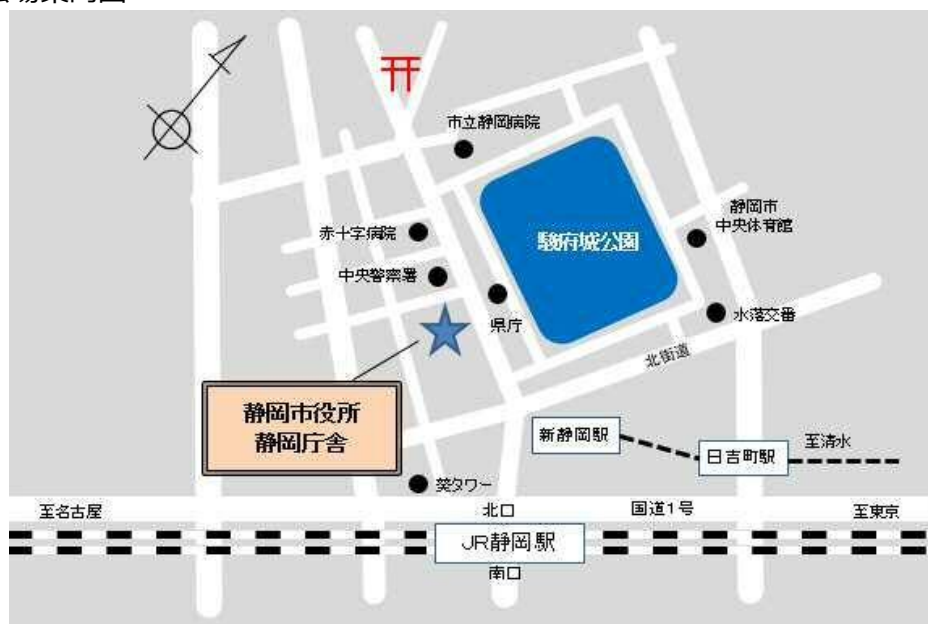 市立静岡病院
静岡市
中央体育館
赤十字病院
駿府城公園
中央警察署
県庁
水落交番
北街道
静岡市役所
静岡庁舎
新静岡駅
日吉町駅
至清水
葵タワー
至名古屋
北口
国道1号
至東京
JR静岡駅
南口